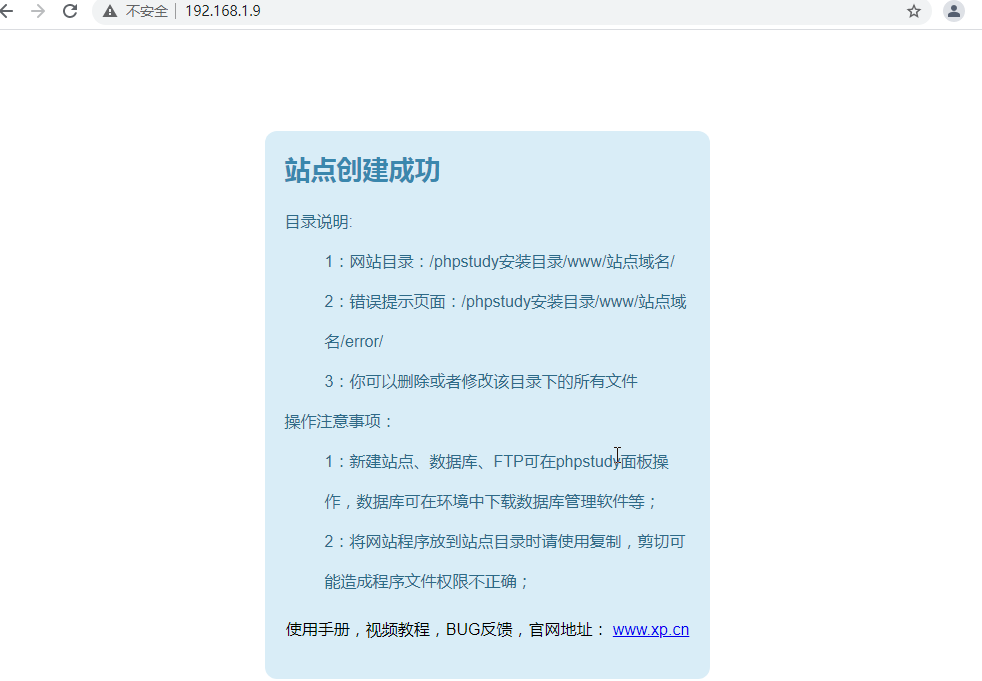 不安全 192.168.1.9
站点创建成功
目录说明:
1：网站目录：/phpstudy安装目录/www/站点域名/
2：错误提示页面：/phpstudy安装目录/www/站点域
名/error/
3：你可以删除或者修改该目录下的所有文件
操作注意事项：
1：新建站点、数据库、FTP可在phpstudy面板操
作，数据库可在环境中下载数据库管理软件等；
2：将网站程序放到站点目录时请使用复制，剪切可
能造成程序文件权限不正确；
使用手册，视频教程，BUG反馈，官网地址： www.xp.cn